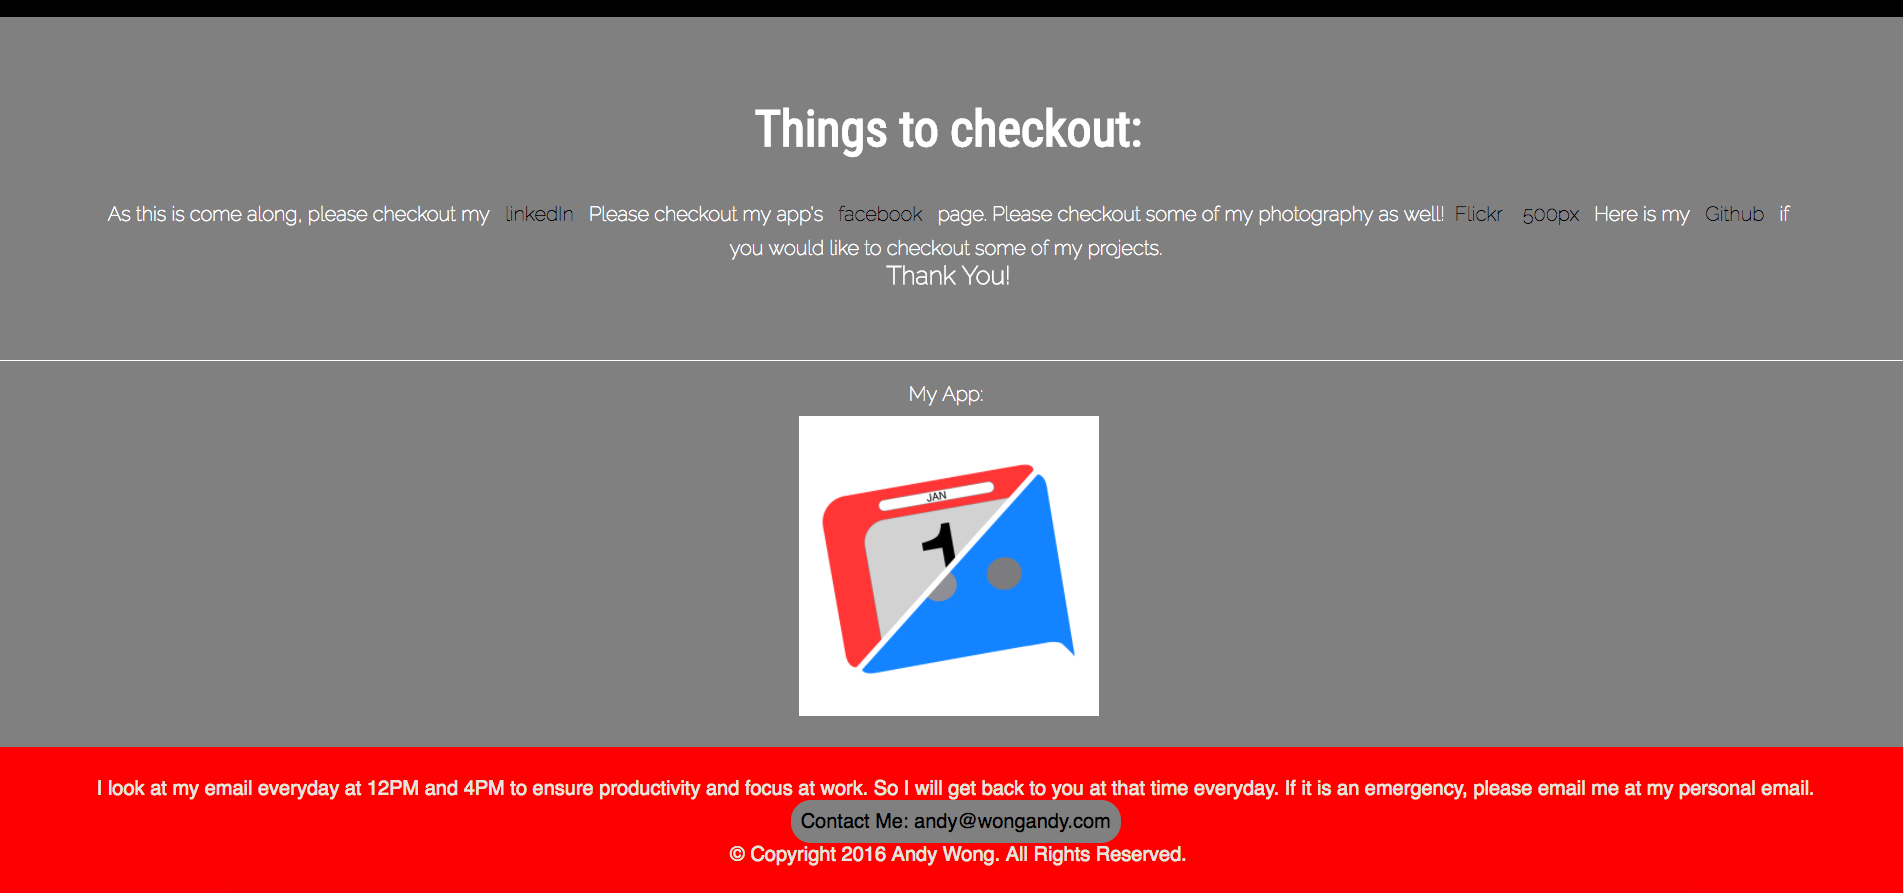 Things to checkout:
As this is come along, please checkout my linkedIn Please checkout my app's facebook page. Please checkout some of my photography as well! Flickr 500px Here is my Github if
you would like to checkout some of my projects.
Thank You!
My App:
JAN
1
I look at my email everyday at 12PM and 4PM to ensure productivity and focus at work. So I will get back to you at that time everyday. If it is an emergency, please email me at my personal email.
Contact Me: andy@wongandy.com
© Copyright 2016 Andy Wong. All Rights Reserved.